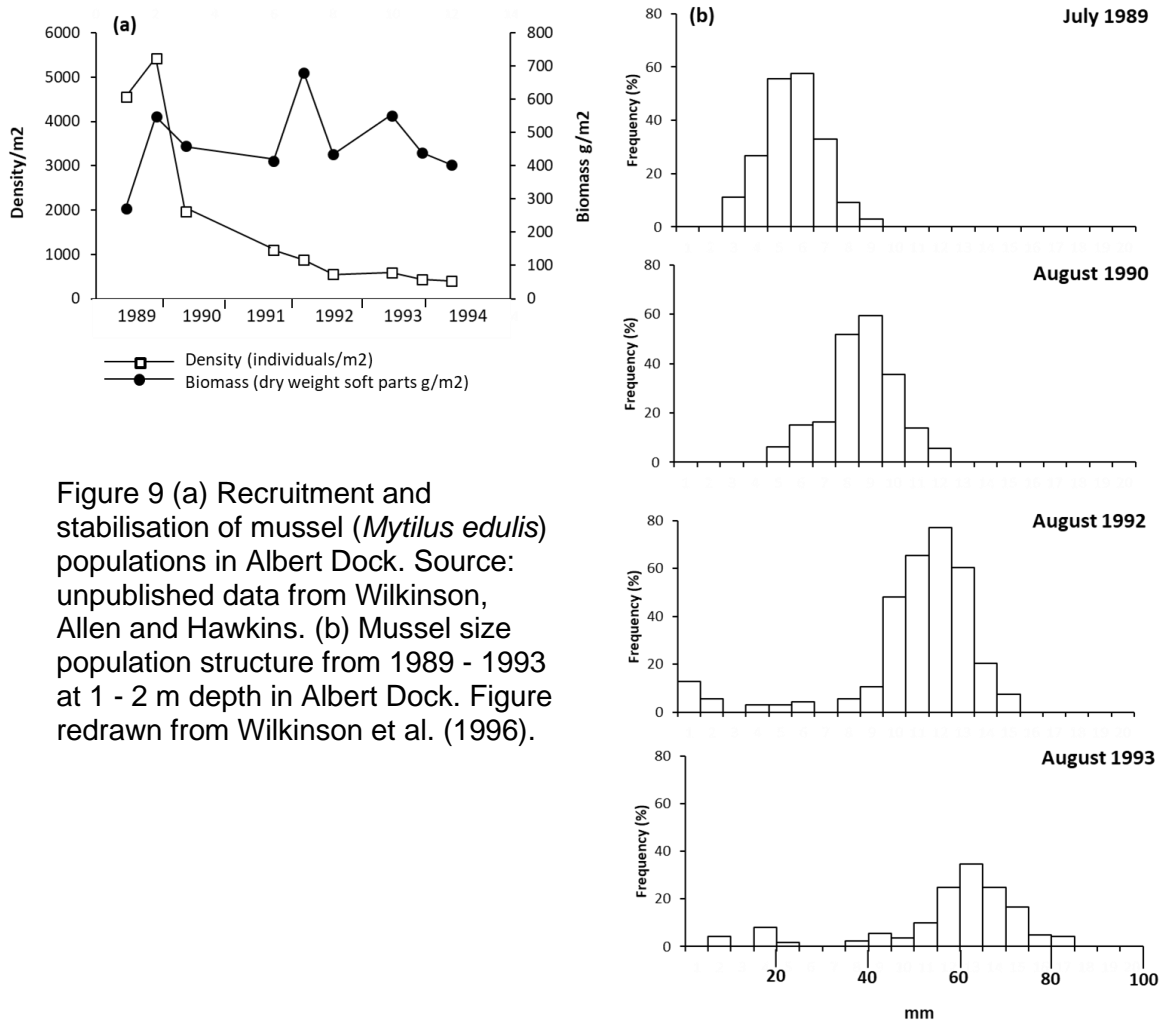 (a)
6000
5000
4000
3000
2000
1000
0
Density/m2
800
700
600
500
400
300
200
100
0
Biomass g/m2
1989 1990 1991 1992 1993 1994
Density (individuals/m2)
Biomass (dry weight soft parts g/m2)
Figure 9 (a) Recruitment and
stabilisation of mussel (Mytilus edulis)
populations in Albert Dock. Source:
unpublished data from Wilkinson,
Allen and Hawkins. (b) Mussel size
population structure from 1989 - 1993
at 1 - 2 m depth in Albert Dock. Figure
redrawn from Wilkinson et al. (1996).
(b)
July 1989
80
60
40
20
0
Frequency (%)
August 1990
80
60
40
20
0
Frequency (%)
August 1992
80
60
40
20
0
Frequency (%)
August 1993
80
60
40
20
0
Frequency (%)
20 40 60 80 100
mm